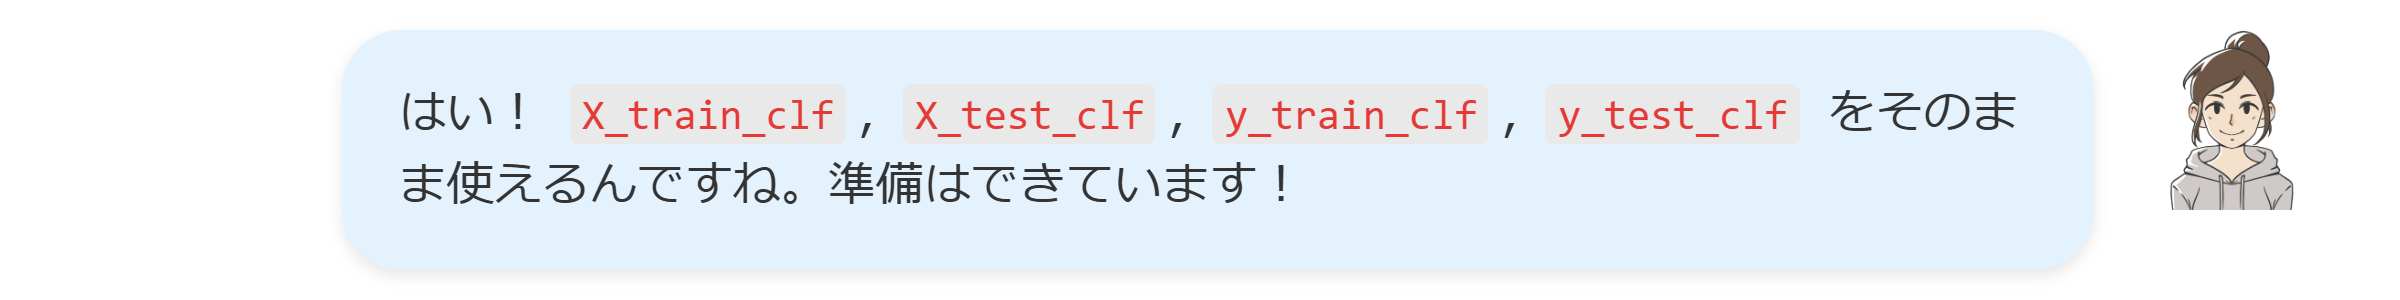 はい！ X_train_clf , X_test_clf , y_train_clf , y_test_clf をそのま
ま使えるんですね。準備はできています！